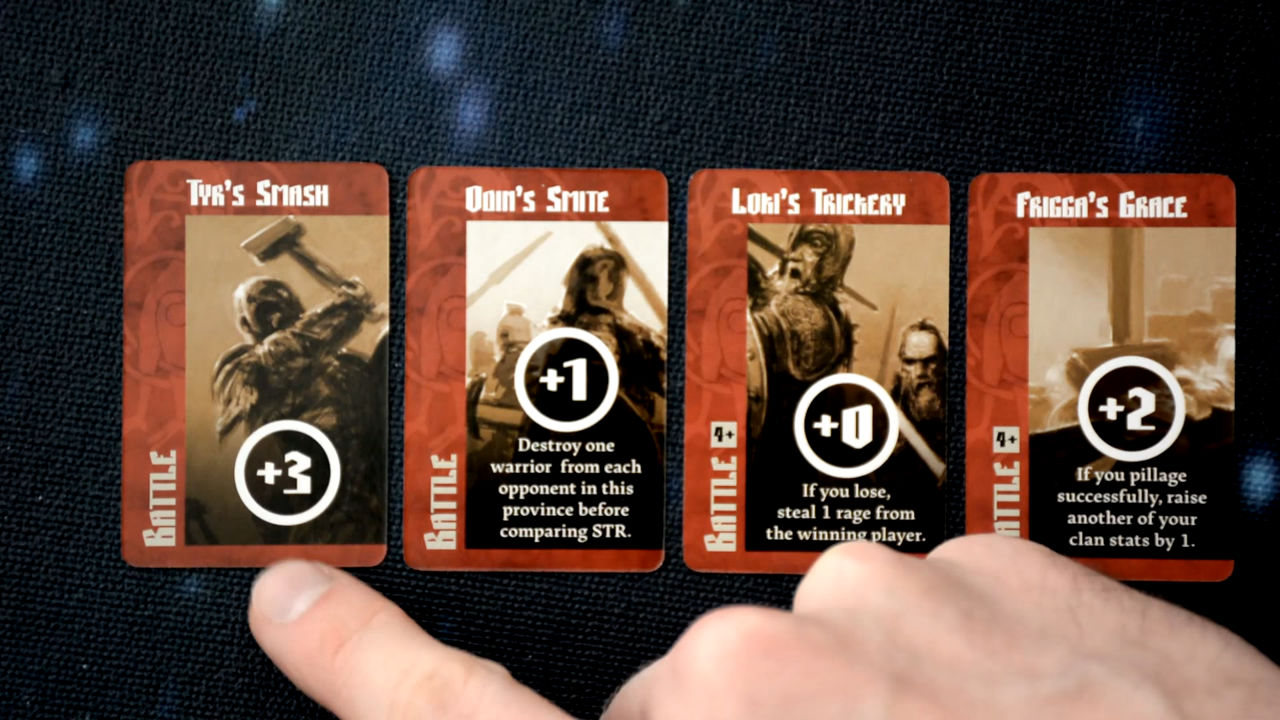 Tyr's Smash
BATTLE
+3
Odin's Smite
BATTLE
+1
Destroy one
warrior from each
opponent in this
province before
comparing STR.
Loki's Trickery
BATTLE 4+
+0
If you lose,
steal 1 rage from
the winning player.
Frigga's Grace
ATTLE 4+
+2
If you pillage
successfully, raise
another of your
clan stats by 1.